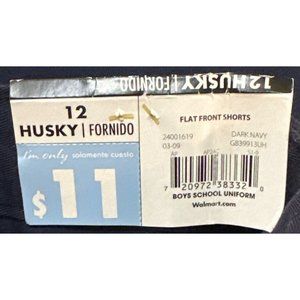 12 HUSKY | FORNIDO
12
HUSKY | FORNIDO
I'm only solamente cuesto
$11
FLAT FRONT SHORTS
24001619 DARK NAVY
03-09 GB39913UH
7 20972 38332 0
BOYS SCHOOL UNIFORM
Walmart.com